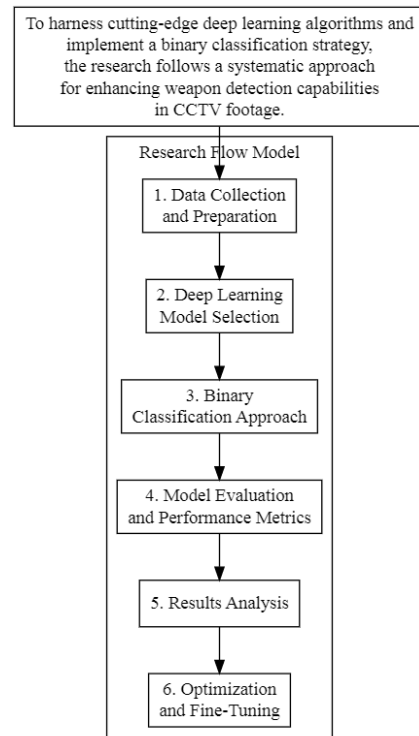 To harness cutting-edge deep learning algorithms and
implement a binary classification strategy,
the research follows a systematic approach
for enhancing weapon detection capabilities
in CCTV footage.
Research Flow Model
1. Data Collection
and Preparation
2. Deep Learning
Model Selection
3. Binary
Classification Approach
4. Model Evaluation
and Performance Metrics
5. Results Analysis
6. Optimization
and Fine-Tuning